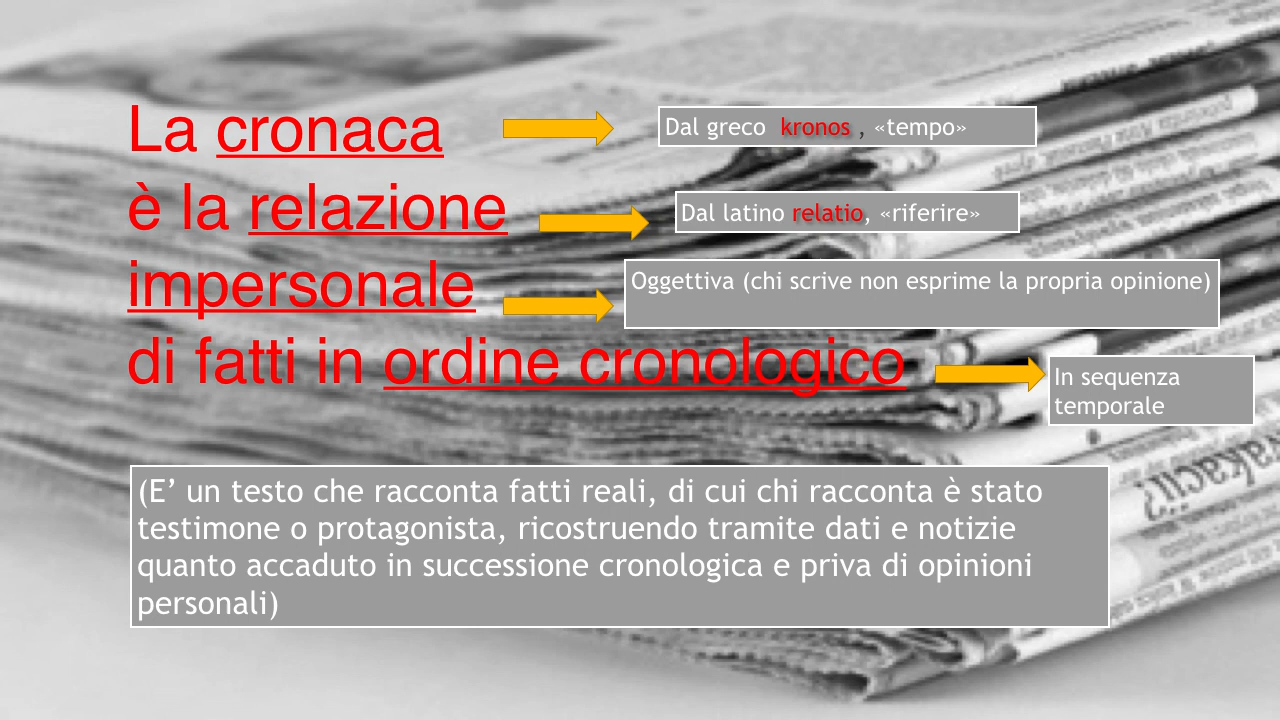 La cronaca
Dal greco kronos , «tempo»
è la relazione
Dal latino relatio, «riferire»
impersonale
Oggettiva (chi scrive non esprime la propria opinione)
di fatti in ordine cronologico
In sequenza
temporale
(E’ un testo che racconta fatti reali, di cui chi racconta è stato
testimone o protagonista, ricostruendo tramite dati e notizie
quanto accaduto in successione cronologica e priva di opinioni
personali)